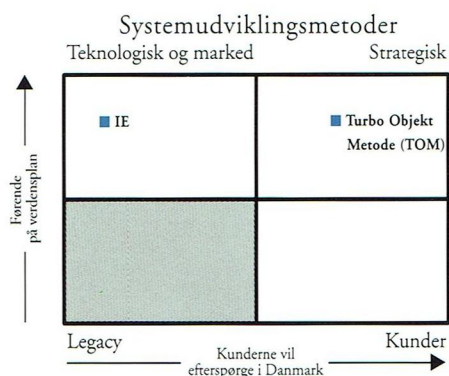 Systemudviklingsmetoder
Teknologisk og marked
Strategisk
IE
Turbo Objekt
Metode (TOM)
Førende
på verdensplan
Legacy
Kunder
Kunderne vil
efterspørge i Danmark